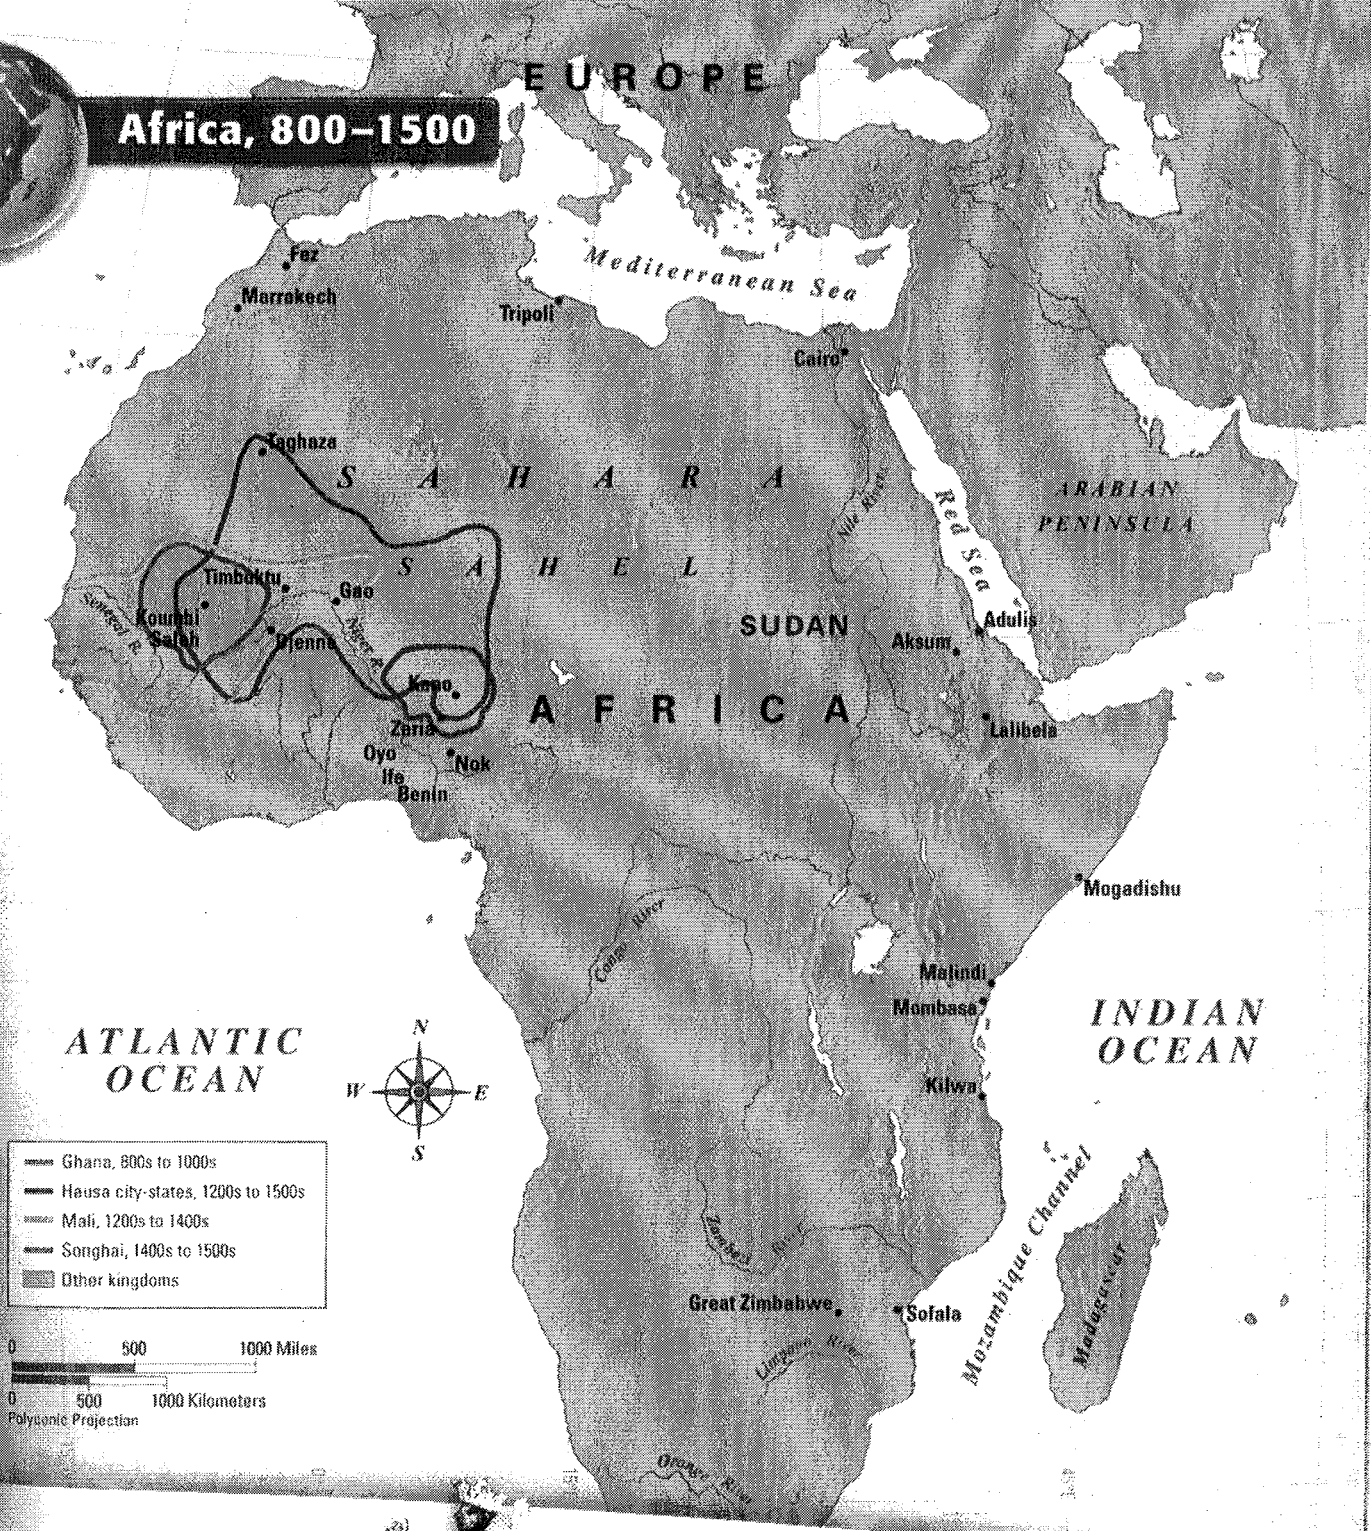 EUROPE
Africa, 800–1500
Fez
Marrakech
Mediterranean Sea
Tripoli
Cairo
Taghaza
SAHARA
Nile River
Red Sea
ARABIAN
PENINSULA
SAHEL
Timbuktu
Gao
Senegal R.
Koumbi
Saleh
Djenne
Niger R.
SUDAN
Adulis
Aksum
Kano
AFRICA
Zaria
Lalibela
Oyo
Nok
Ife
Benin
Mogadishu
Congo River
Malindi
Mombasa
ATLANTIC
OCEAN
INDIAN
OCEAN
N
W E
S
Kilwa
Ghana, 800s to 1000s
Hausa city-states, 1200s to 1500s
Mali, 1200s to 1400s
Songhai, 1400s to 1500s
Other kingdoms
Mozambique Channel
Madagascar
Zambezi River
Great Zimbabwe
Sofala
Limpopo River
0 500 1000 Miles
0 500 1000 Kilometers
Polyconic Projection
Orange River